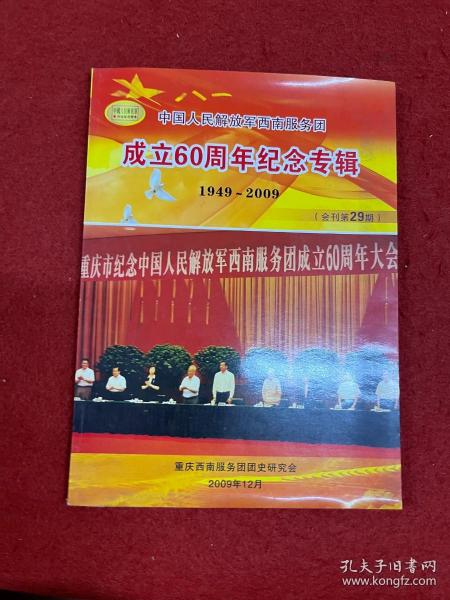 八一
中国人民解放军西南服务团
成立60周年纪念专辑
1949~2009
(会刊第29期)
重庆市纪念中国人民解放军西南服务团成立60周年大会
重庆西南服务团团史研究会
2009年12月
孔夫子旧书网
www.kongfz.com